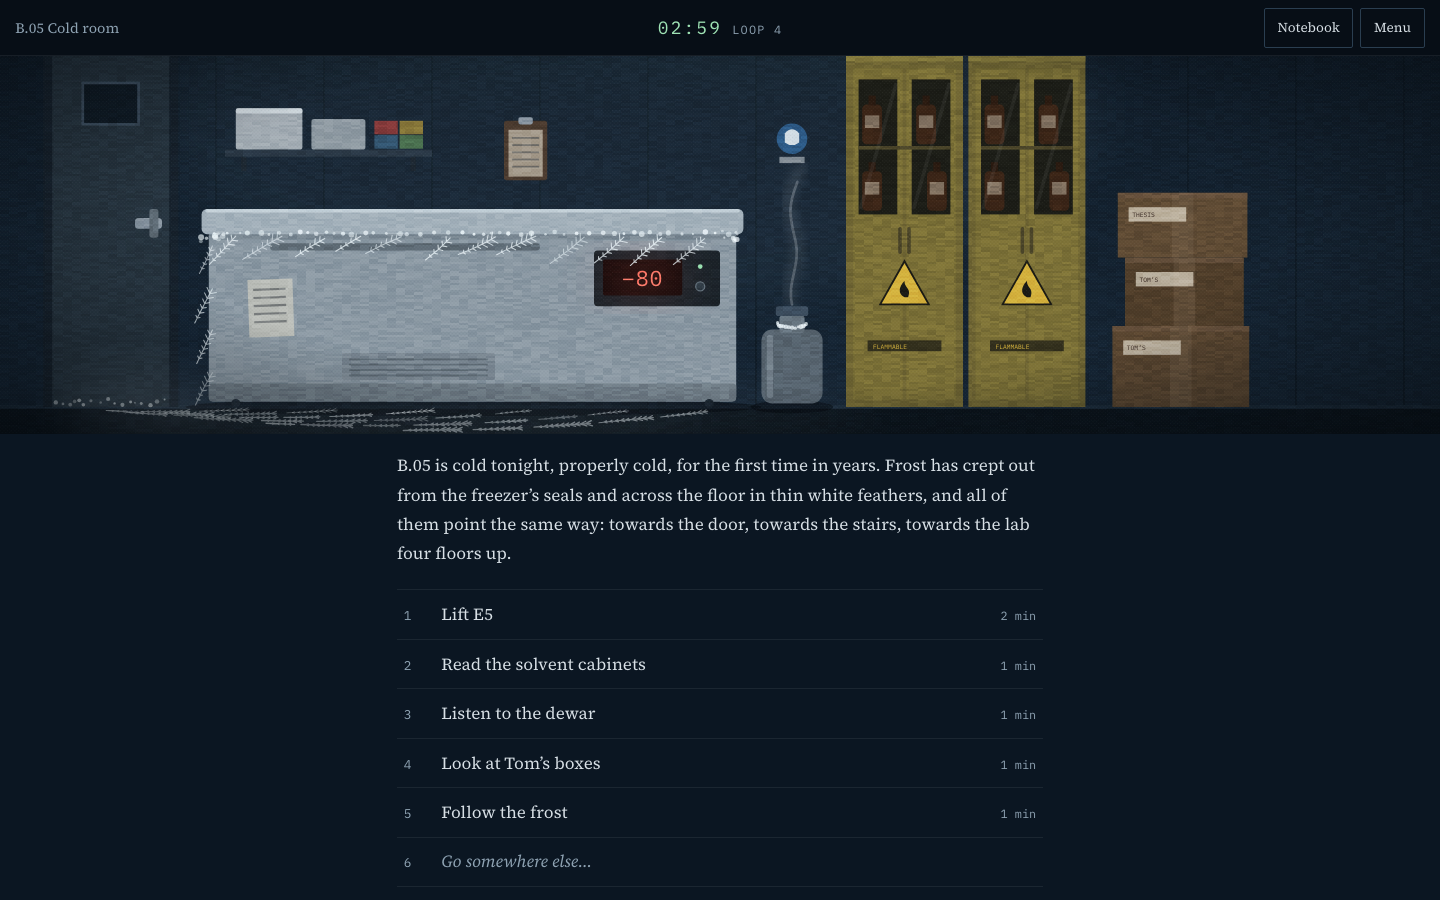 B.05 Cold room
02:59 LOOP 4
Notebook
Menu
-80
FLAMMABLE
FLAMMABLE
THESIS
TOM'S
TOM'S
B.05 is cold tonight, properly cold, for the first time in years. Frost has crept out
from the freezer’s seals and across the floor in thin white feathers, and all of
them point the same way: towards the door, towards the stairs, towards the lab
four floors up.
1 Lift E5 2 min
2 Read the solvent cabinets 1 min
3 Listen to the dewar 1 min
4 Look at Tom’s boxes 1 min
5 Follow the frost 1 min
6 Go somewhere else…